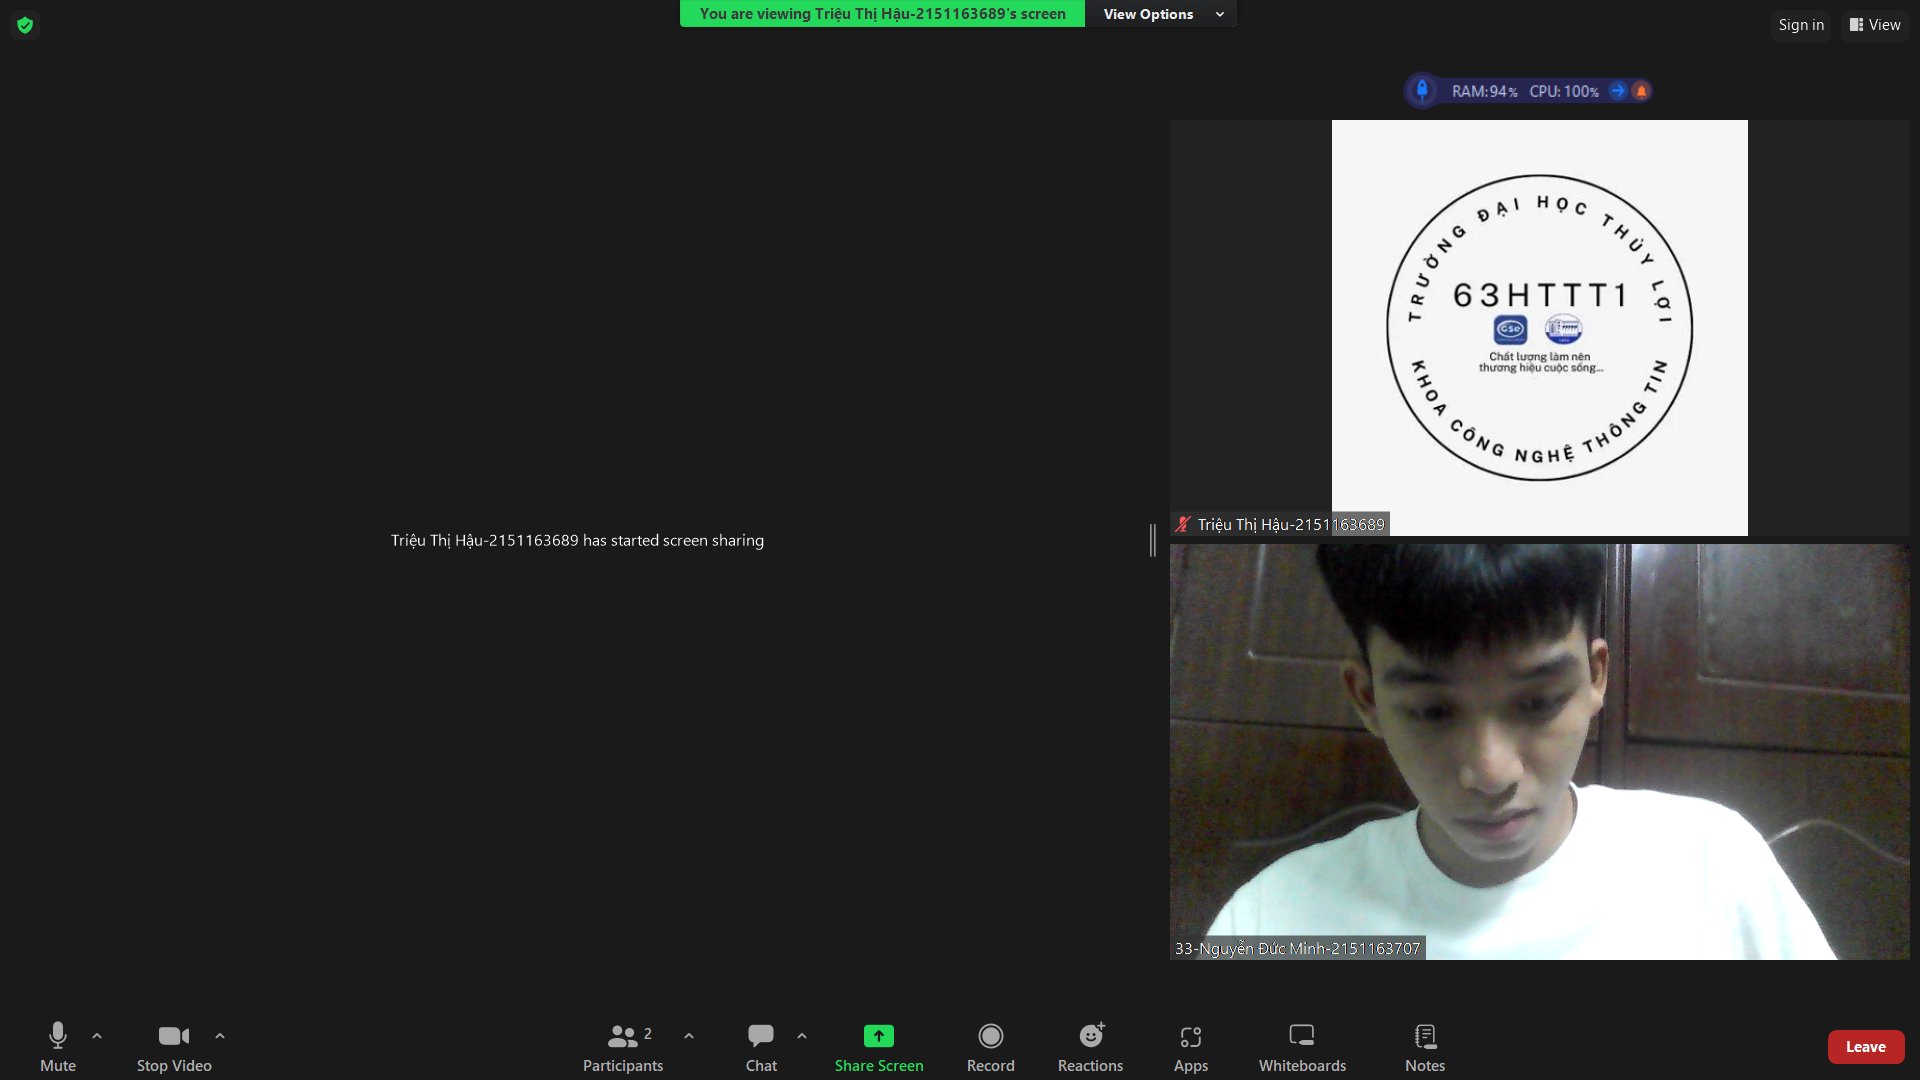 You are viewing Triệu Thị Hậu-2151163689's screen
View Options
Sign in
View
RAM:94% CPU: 100%
TRƯỜNG ĐẠI HỌC THỦY LỢI
63HTTT1
CSE
Chất lượng làm nên
thương hiệu cuộc sống...
KHOA CÔNG NGHỆ THÔNG TIN
Triệu Thị Hậu-2151163689
Triệu Thị Hậu-2151163689 has started screen sharing
33-Nguyễn Đức Minh-2151163707
Mute
Stop Video
2
Participants
Chat
Share Screen
Record
Reactions
Apps
Whiteboards
Notes
Leave